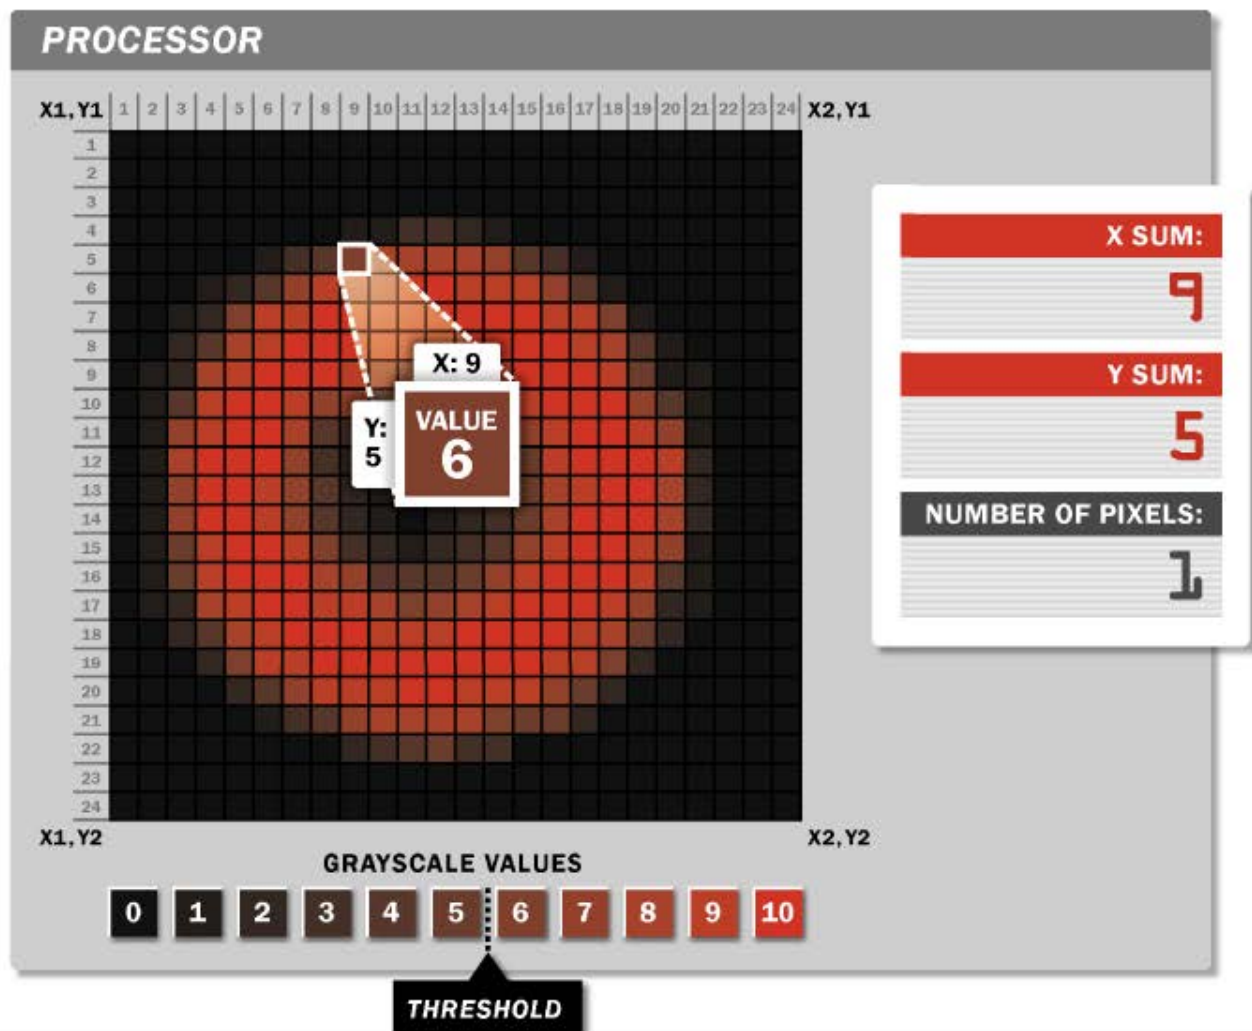 PROCESSOR
X1, Y1 1 2 3 4 5 6 7 8 9 10 11 12 13 14 15 16 17 18 19 20 21 22 23 24 X2, Y1
1
2
3
4
5
6
7
8
9
10
11
12
13
14
15
16
17
18
19
20
21
22
23
24
X: 9
Y:
5
VALUE
6
X SUM:
9
Y SUM:
5
NUMBER OF PIXELS:
1
X1, Y2 X2, Y2
GRAYSCALE VALUES
0 1 2 3 4 5 6 7 8 9 10
THRESHOLD